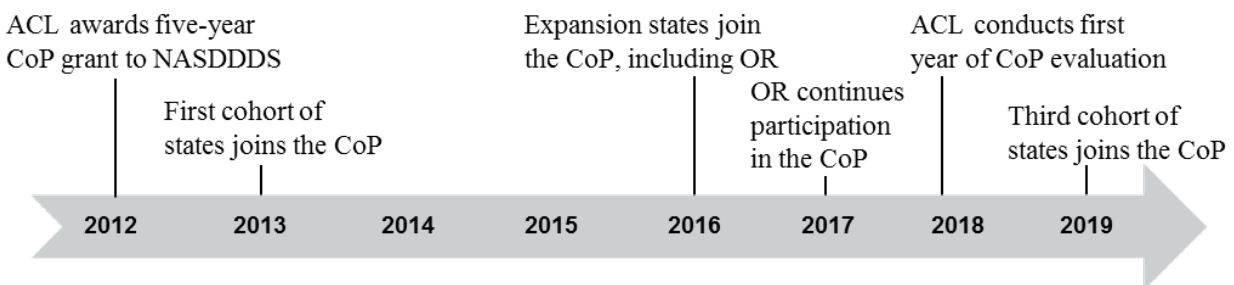 ACL awards five-year
CoP grant to NASDDDS
First cohort of
states joins the CoP
Expansion states join
the CoP, including OR
OR continues
participation
in the CoP
ACL conducts first
year of CoP evaluation
Third cohort of
states joins the CoP
2012 2013 2014 2015 2016 2017 2018 2019